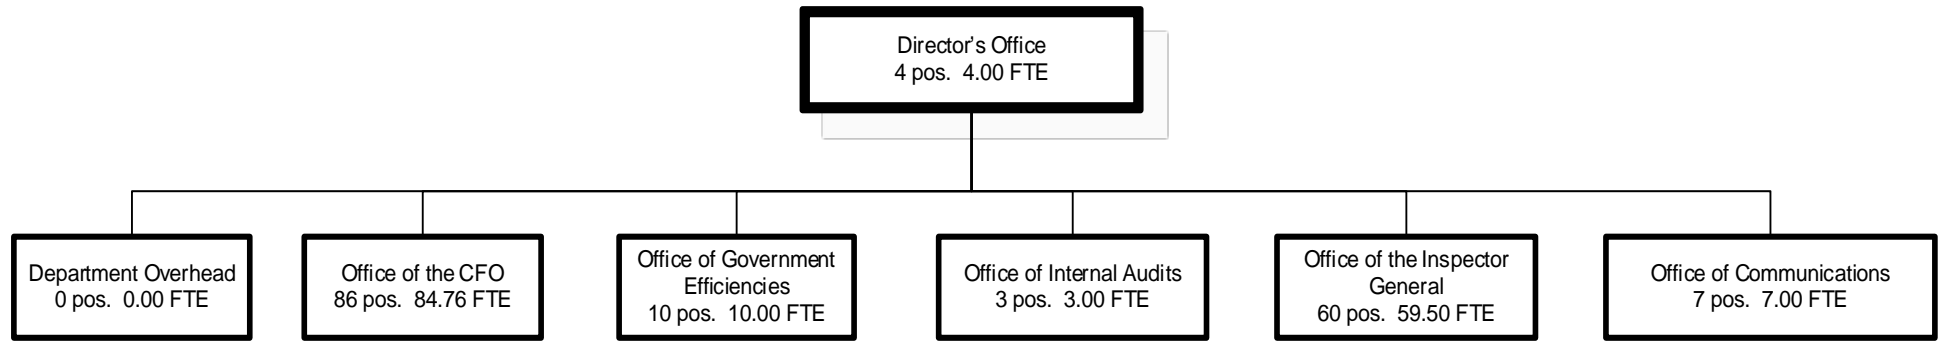 Director's Office
4 pos.  4.00 FTE
Department Overhead
0 pos.  0.00 FTE
Office of the CFO
86 pos.  84.76 FTE
Office of Government
Efficiencies
10 pos.  10.00 FTE
Office of Internal Audits
3 pos.  3.00 FTE
Office of the Inspector
General
60 pos.  59.50 FTE
Office of Communications
7 pos.  7.00 FTE